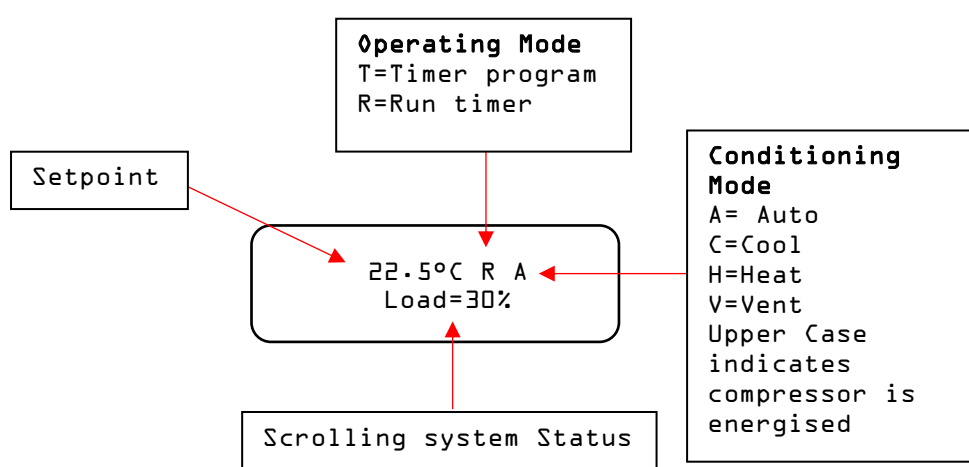 Operating Mode
T=Timer program
R=Run timer
Setpoint
Conditioning
Mode
A= Auto
C=Cool
H=Heat
V=Vent
Upper Case
indicates
compressor is
energised
22.5°C R A
Load=30%
Scrolling system Status